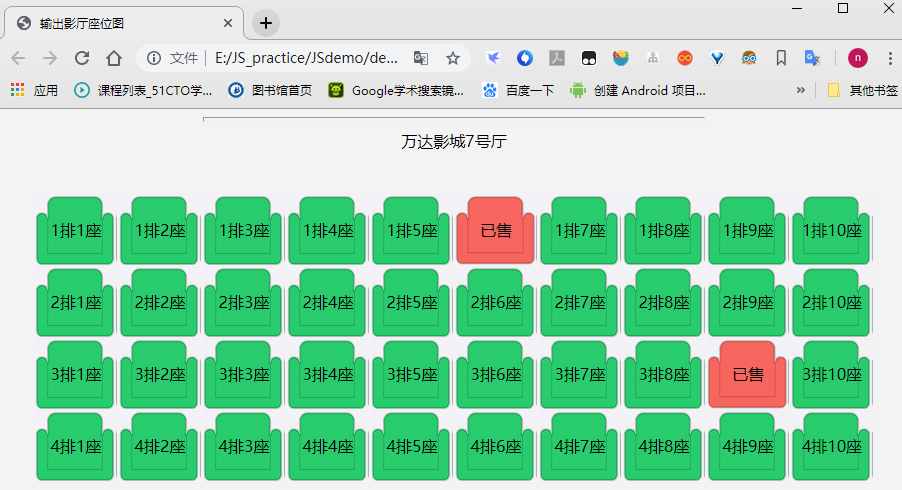 输出影厅座位图
文件 E:/JS_practice/JSdemo/de...
n
应用 课程列表_51CTO学... 图书馆首页 Google学术搜索镜... 百度一下 创建 Android 项目... » 其他书签
万达影城7号厅
1排1座 1排2座 1排3座 1排4座 1排5座 已售 1排7座 1排8座 1排9座 1排10座
2排1座 2排2座 2排3座 2排4座 2排5座 2排6座 2排7座 2排8座 2排9座 2排10座
3排1座 3排2座 3排3座 3排4座 3排5座 3排6座 3排7座 3排8座 已售 3排10座
4排1座 4排2座 4排3座 4排4座 4排5座 4排6座 4排7座 4排8座 4排9座 4排10座